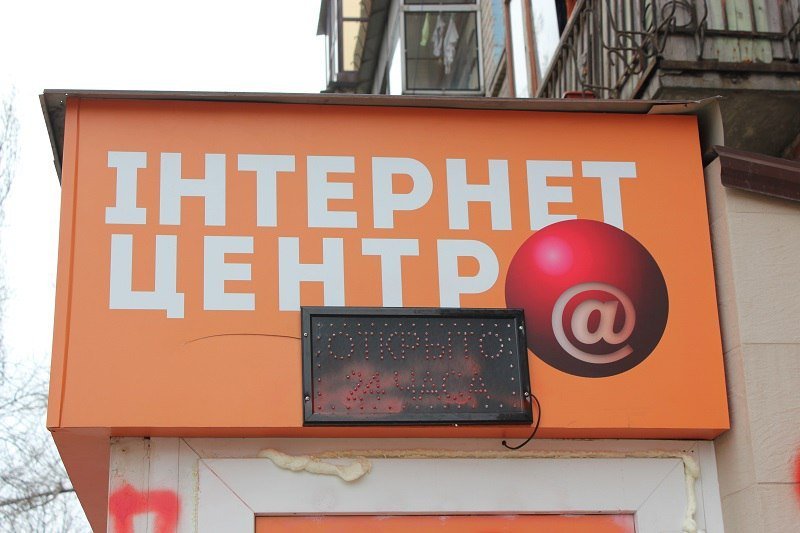 ІНТЕРНЕТ
ЦЕНТР
@
ОТКРЫТО
24 ЧАСА